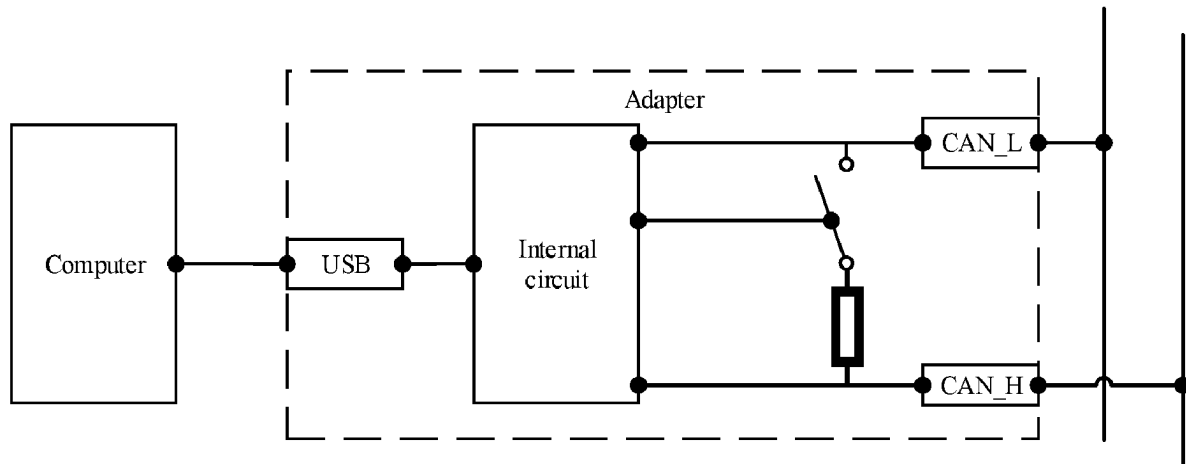 Adapter
CAN_L
Computer
USB
Internal
circuit
CAN_H